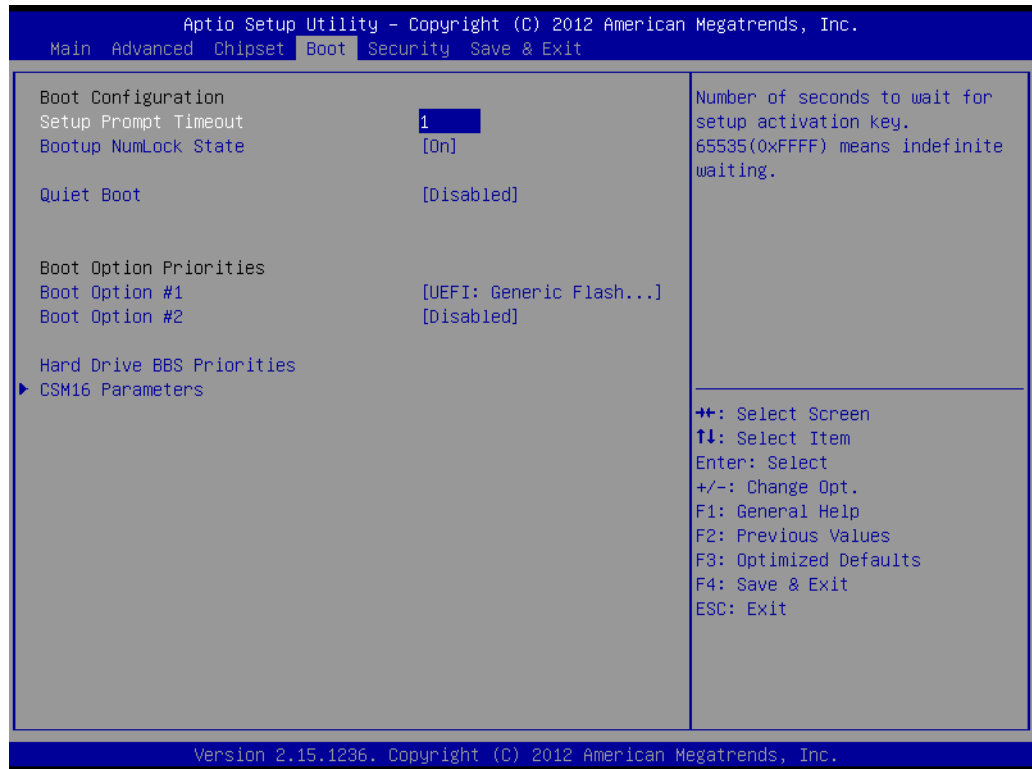 Aptio Setup Utility – Copyright (C) 2012 American Megatrends, Inc.
Main Advanced Chipset Boot Security Save & Exit
Boot Configuration
Setup Prompt Timeout 1
Bootup NumLock State [On]
Quiet Boot [Disabled]
Boot Option Priorities
Boot Option #1 [UEFI: Generic Flash...]
Boot Option #2 [Disabled]
Hard Drive BBS Priorities
CSM16 Parameters
Number of seconds to wait for
setup activation key.
65535(0xFFFF) means indefinite
waiting.
→←: Select Screen
↑↓: Select Item
Enter: Select
+/-: Change Opt.
F1: General Help
F2: Previous Values
F3: Optimized Defaults
F4: Save & Exit
ESC: Exit
Version 2.15.1236. Copyright (C) 2012 American Megatrends, Inc.